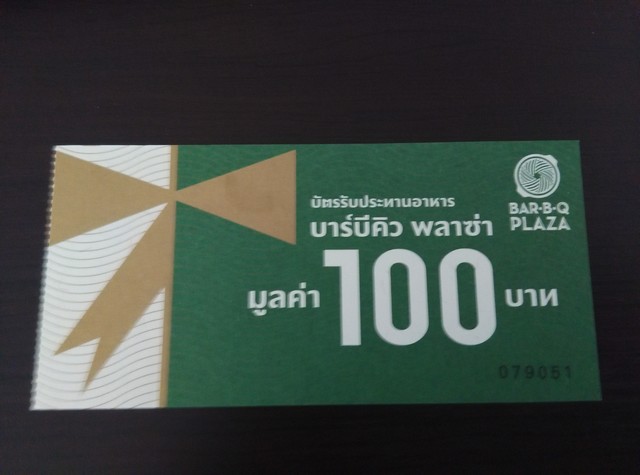 บัตรรับประทานอาหาร
บาร์บีคิว พลาซ่า
มูลค่า 100 บาท
BAR·B·Q
PLAZA
079051